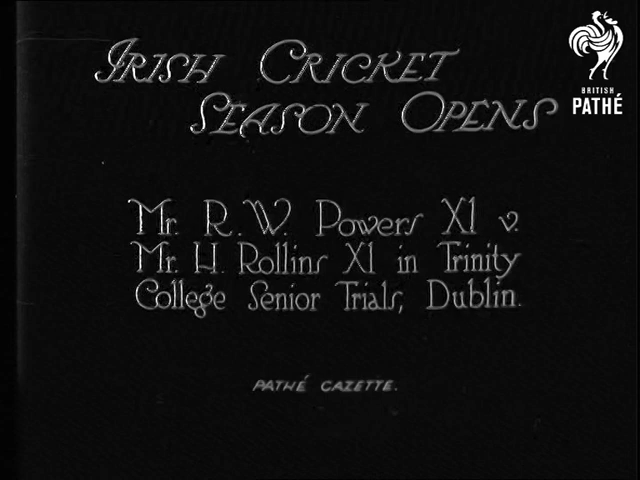 IRISH CRICKET
SEASON OPENS
BRITISH
PATHÉ
Mr. R.W. Powers XI v.
Mr. H. Rollins XI in Trinity
College Senior Trials, Dublin.
PATHÉ GAZETTE.